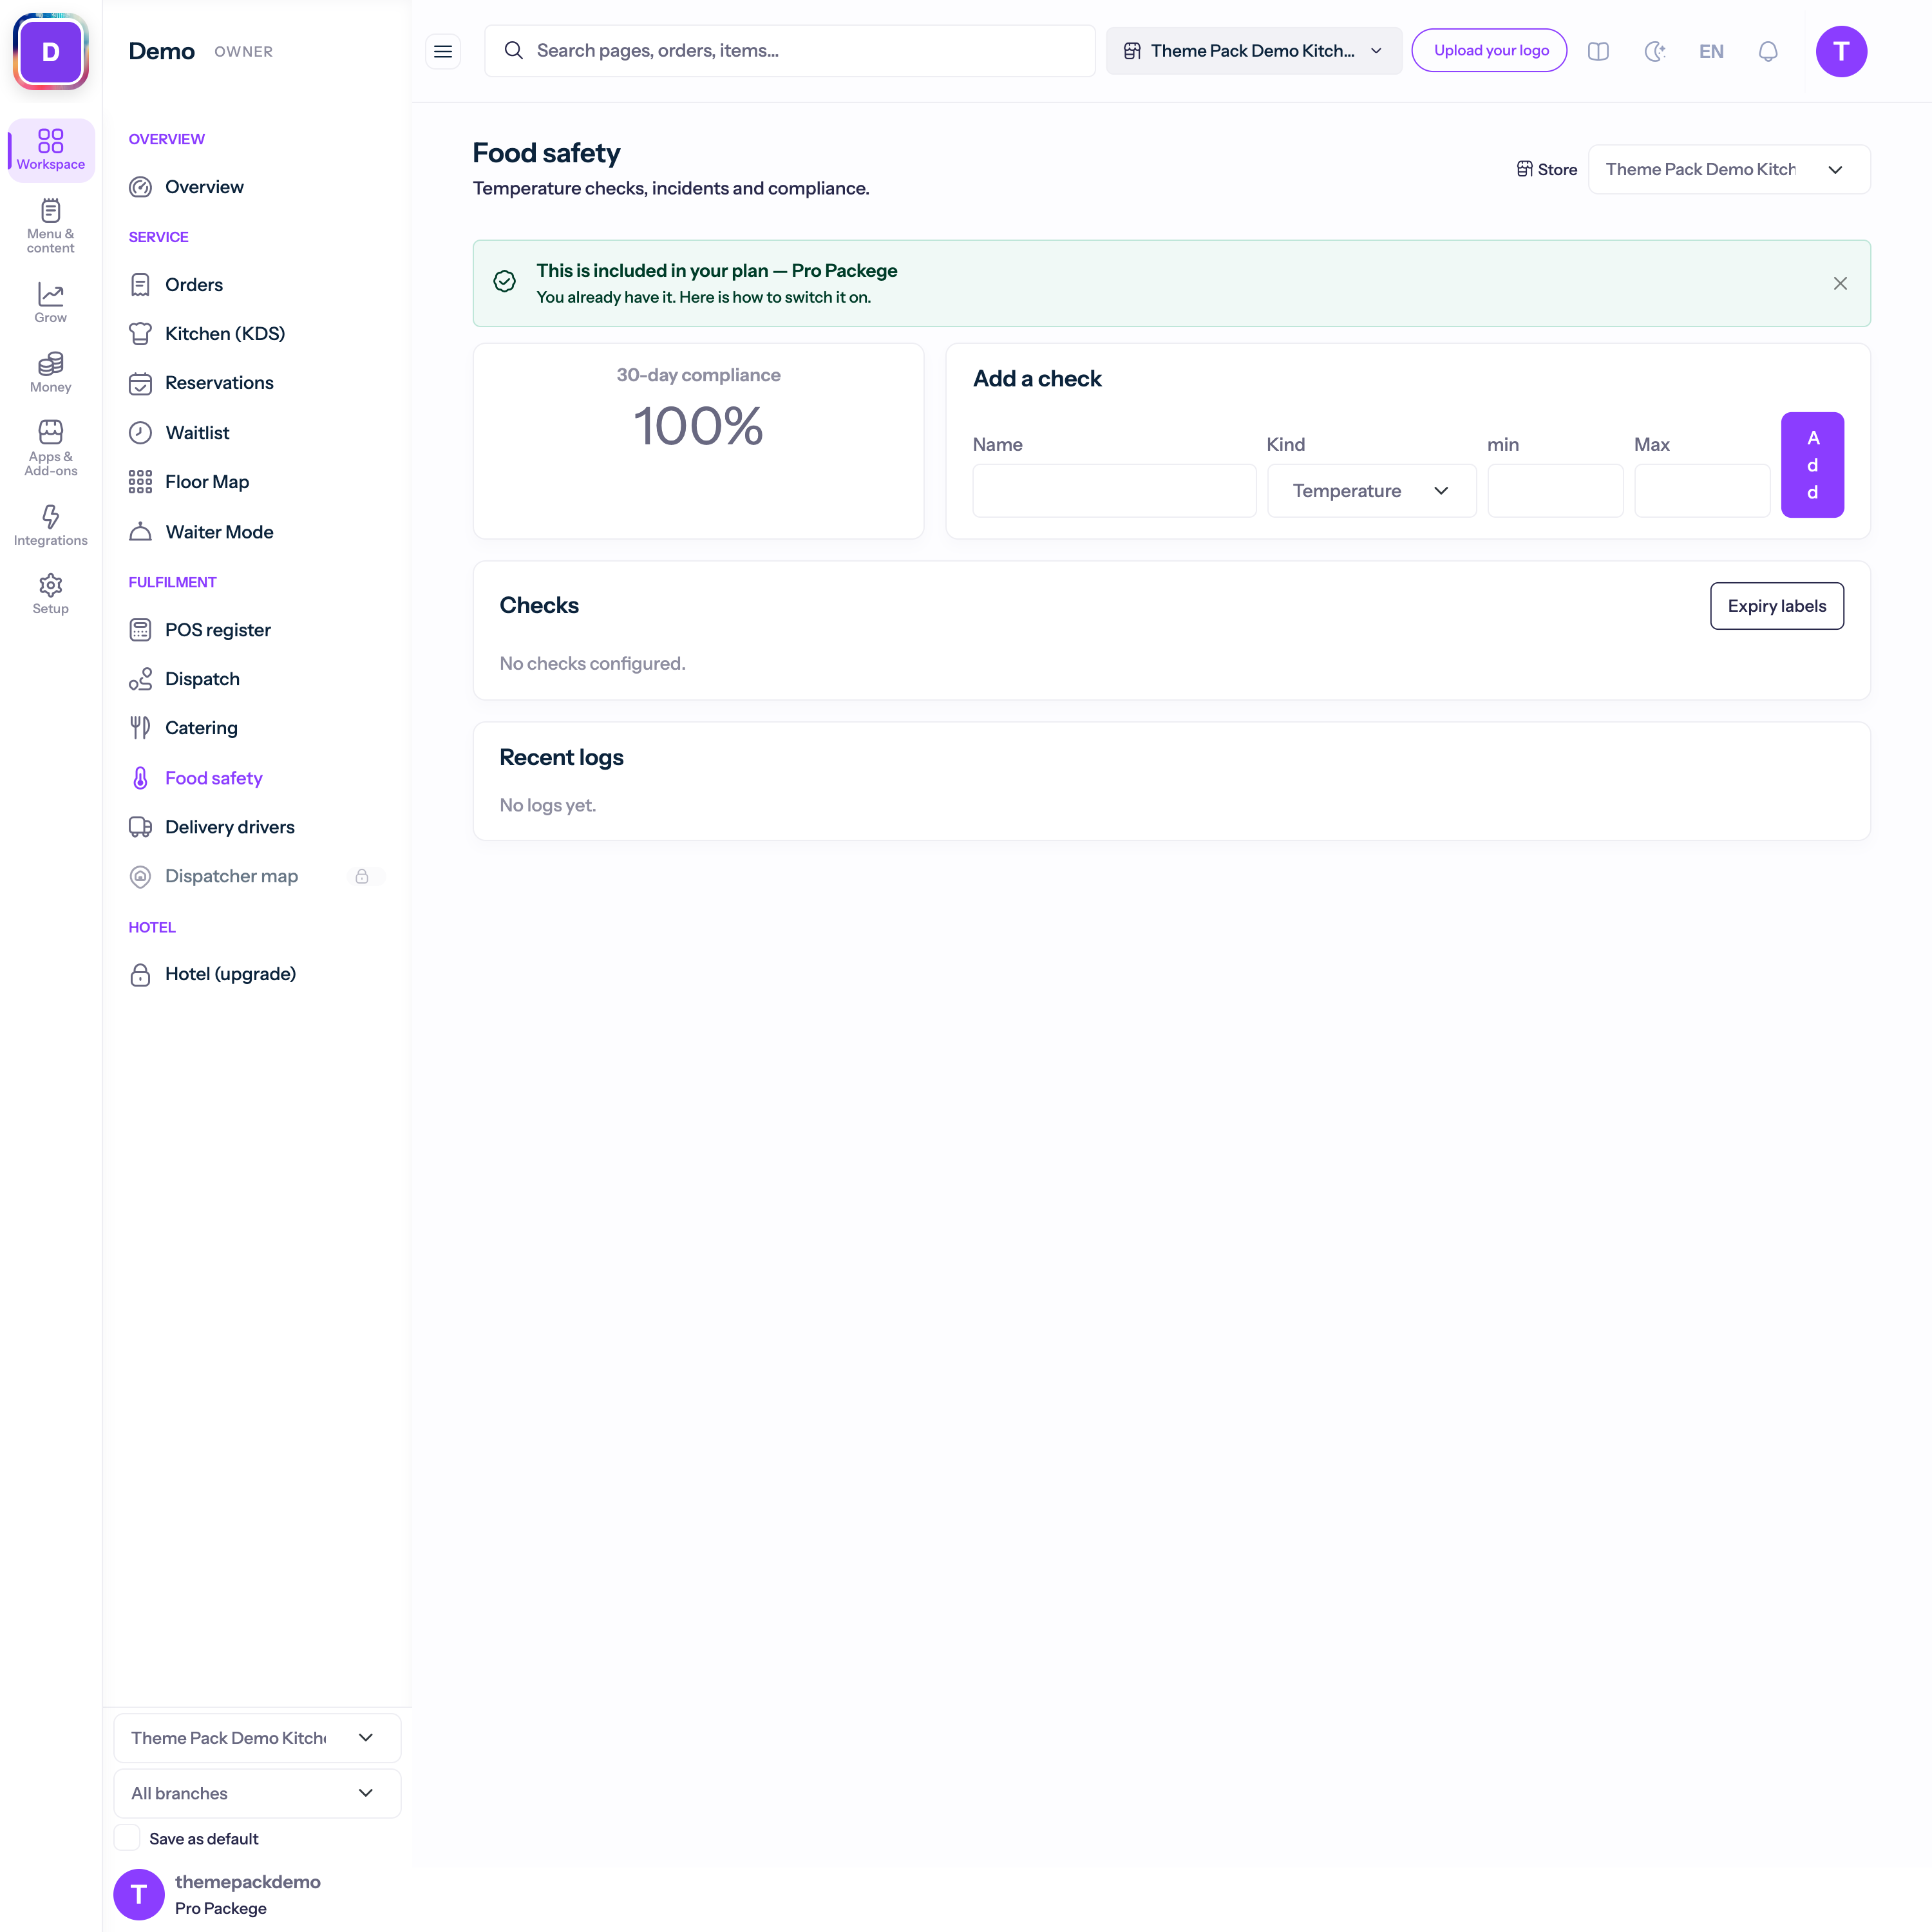 D
Demo OWNER
Search pages, orders, items...
Theme Pack Demo Kitch...
Upload your logo
EN
T
Workspace
Menu &
content
Grow
Money
Apps &
Add-ons
Integrations
Setup
OVERVIEW
Overview
SERVICE
Orders
Kitchen (KDS)
Reservations
Waitlist
Floor Map
Waiter Mode
FULFILMENT
POS register
Dispatch
Catering
Food safety
Delivery drivers
Dispatcher map
HOTEL
Hotel (upgrade)
Theme Pack Demo Kitch
All branches
Save as default
T
themepackdemo
Pro Packege
Food safety
Temperature checks, incidents and compliance.
Store
Theme Pack Demo Kitch
This is included in your plan — Pro Packege
You already have it. Here is how to switch it on.
30-day compliance
100%
Add a check
Name
Kind
min
Max
Temperature
A
d
d
Checks
Expiry labels
No checks configured.
Recent logs
No logs yet.